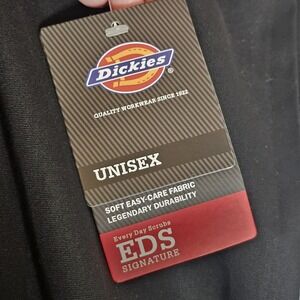 Dickies
QUALITY WORKWEAR SINCE 1922
UNISEX
SOFT EASY-CARE FABRIC
LEGENDARY DURABILITY
Every Day Scrubs
EDS
SIGNATURE